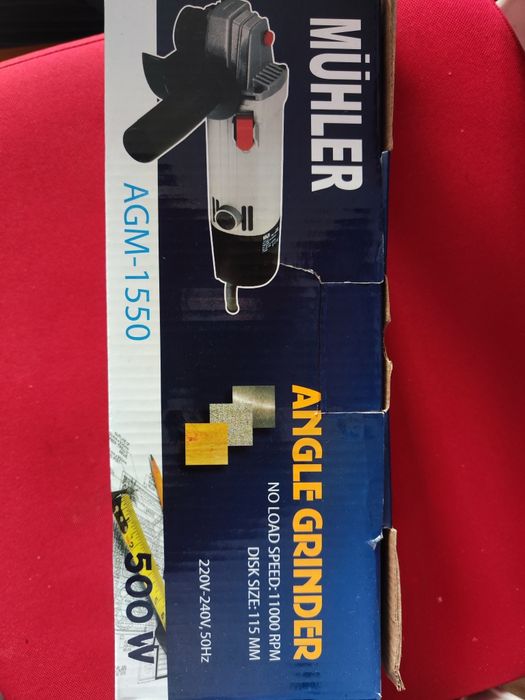 MÜHLER
AGM-1550
ANGLE GRINDER
NO LOAD SPEED: 11000 RPM
DISK SIZE: 115 MM
220V-240V, 50Hz
500 W